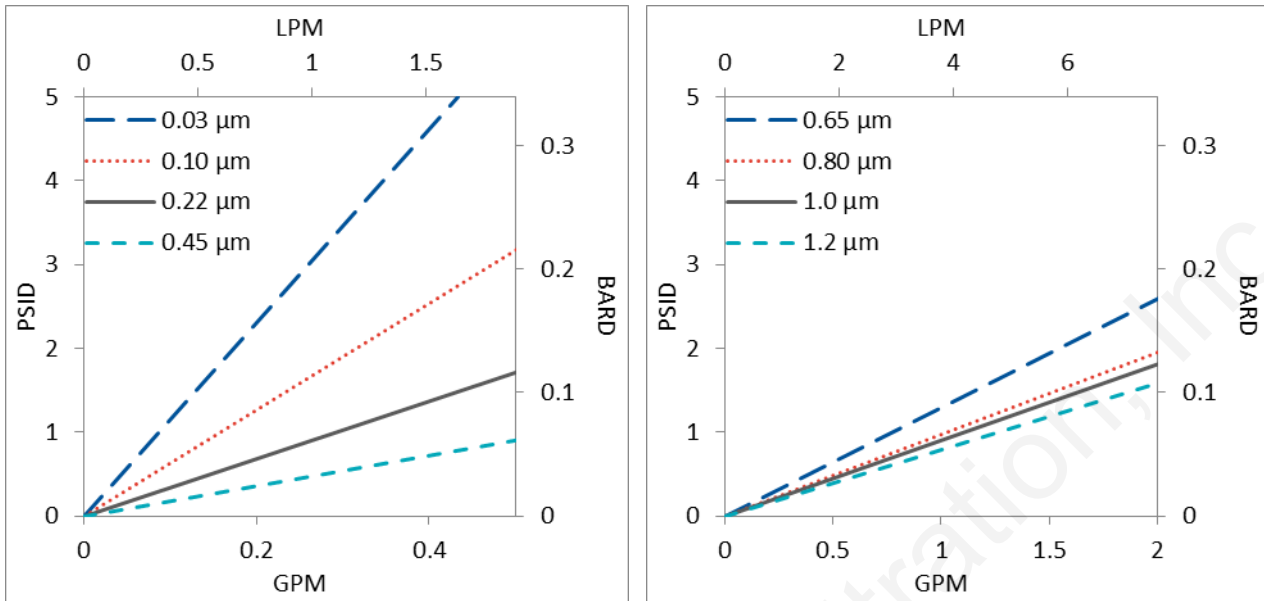 LPM
0 0.5 1 1.5
5
4
3
2
1
0
PSID
0.03 µm
0.10 µm
0.22 µm
0.45 µm
0.3
0.2
0.1
0
BARD
0 0.2 0.4
GPM
LPM
0 2 4 6
5
4
3
2
1
0
PSID
0.65 µm
0.80 µm
1.0 µm
1.2 µm
0.3
0.2
0.1
0
BARD
0 0.5 1 1.5 2
GPM
tration, Inc